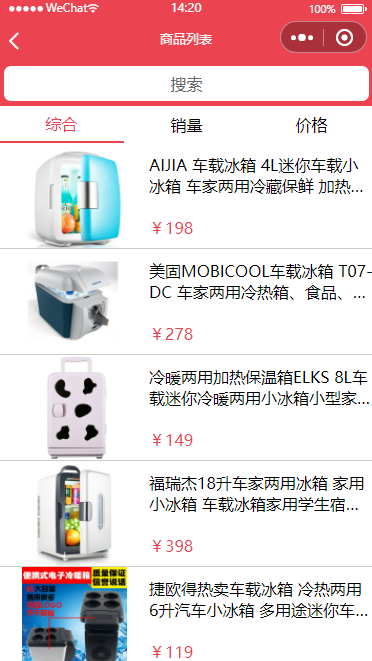 WeChat
14:20
100%
商品列表
搜索
综合
销量
价格
AIJIA 车载冰箱 4L迷你车载小
冰箱 车家两用冷藏保鲜 加热...
￥198
美固MOBICOOL车载冰箱 T07-
DC 车家两用冷热箱、食品、...
￥278
冷暖两用加热保温箱ELKS 8L车
载迷你冷暖两用小冰箱小型家...
￥149
福瑞杰18升车家两用冰箱 家用
小冰箱 车载冰箱家用学生宿...
￥398
便携式电子冷暖箱
质量保证
信誉说话
捷欧得热卖车载冰箱 冷热两用
6升汽车小冰箱 多用途迷你车...
￥119